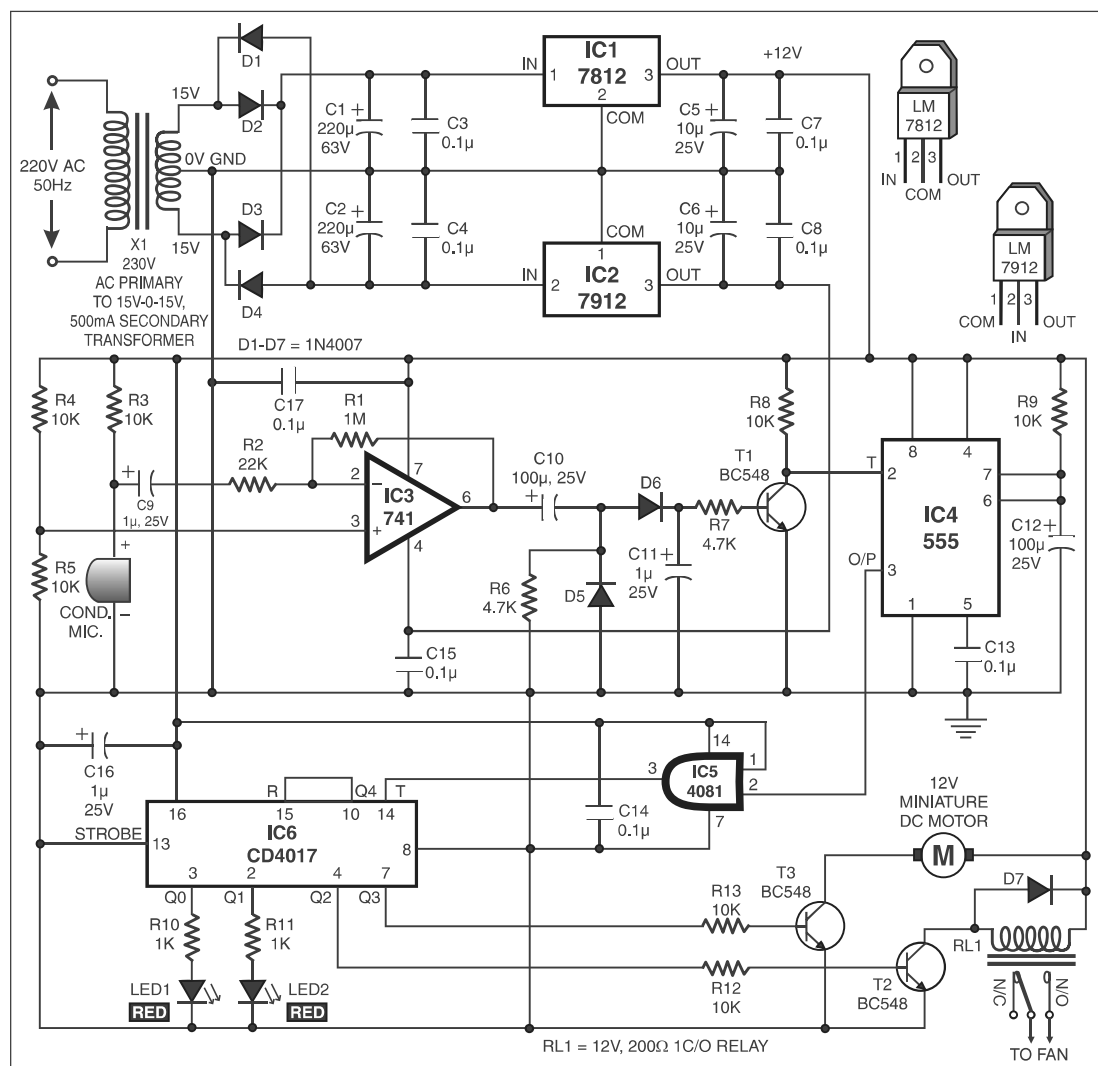 220V AC
50Hz
15V
0V GND
15V
X1
230V
AC PRIMARY
TO 15V-0-15V,
500mA SECONDARY
TRANSFORMER
D1
D2
D3
D4
D1-D7 = 1N4007
C1 +
220µ
63V
C3
0.1µ
C2 +
220µ
63V
C4
0.1µ
IN
1
IC1
7812
2
3
OUT
COM
+12V
C5 +
10µ
25V
C7
0.1µ
C6 +
10µ
25V
C8
0.1µ
COM
IN
1
2
IC2
7912
3
OUT
LM
7812
1 2 3
IN
COM
OUT
LM
7912
1 2 3
COM
IN
OUT
R4
10K
R3
10K
C17
0.1µ
R1
1M
R2
22K
+
C9
1µ, 25V
2
−
7
IC3
741
6
3
+
4
C10
100µ, 25V
+
D6
R8
10K
T1
BC548
R7
4.7K
T
2
8
4
7
6
IC4
555
O/P
3
1
5
R9
10K
C12 +
100µ
25V
R5
10K
+
−
COND.
MIC.
R6
4.7K
D5
C11 +
1µ
25V
C15
0.1µ
C13
0.1µ
+
C16
1µ
25V
R
Q4
T
16
15
10
14
IC6
CD4017
STROBE
13
8
3
2
4
7
Q0
Q1
Q2
Q3
C14
0.1µ
3
IC5
4081
14
1
2
7
12V
MINIATURE
DC MOTOR
M
R10
1K
R11
1K
LED1
RED
LED2
RED
R13
10K
T3
BC548
R12
10K
T2
BC548
D7
RL1
N/C
N/O
TO FAN
RL1 = 12V, 200Ω 1C/O RELAY